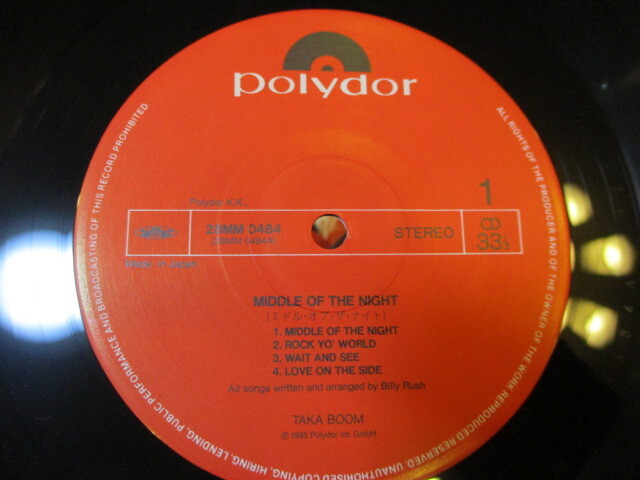 polydor
Polydor K.K.
1
28MM 0484
(28MM 0484A)
STEREO
33⅓
MIDDLE OF THE NIGHT
(ミドル・オブ・ザ・ナイト)
1. MIDDLE OF THE NIGHT
2. ROCK YO' WORLD
3. WAIT AND SEE
4. LOVE ON THE SIDE
All songs written and arranged by Billy Rush
TAKA BOOM
Ⓟ1985 Polydor Int. GmbH
ALL RIGHTS OF THE PRODUCER AND OF THE OWNER OF THE WORK REPRODUCED RESERVED. UNAUTHORISED COPYING, HIRING, LENDING, PUBLIC PERFORMANCE AND BROADCASTING OF THIS RECORD PROHIBITED.